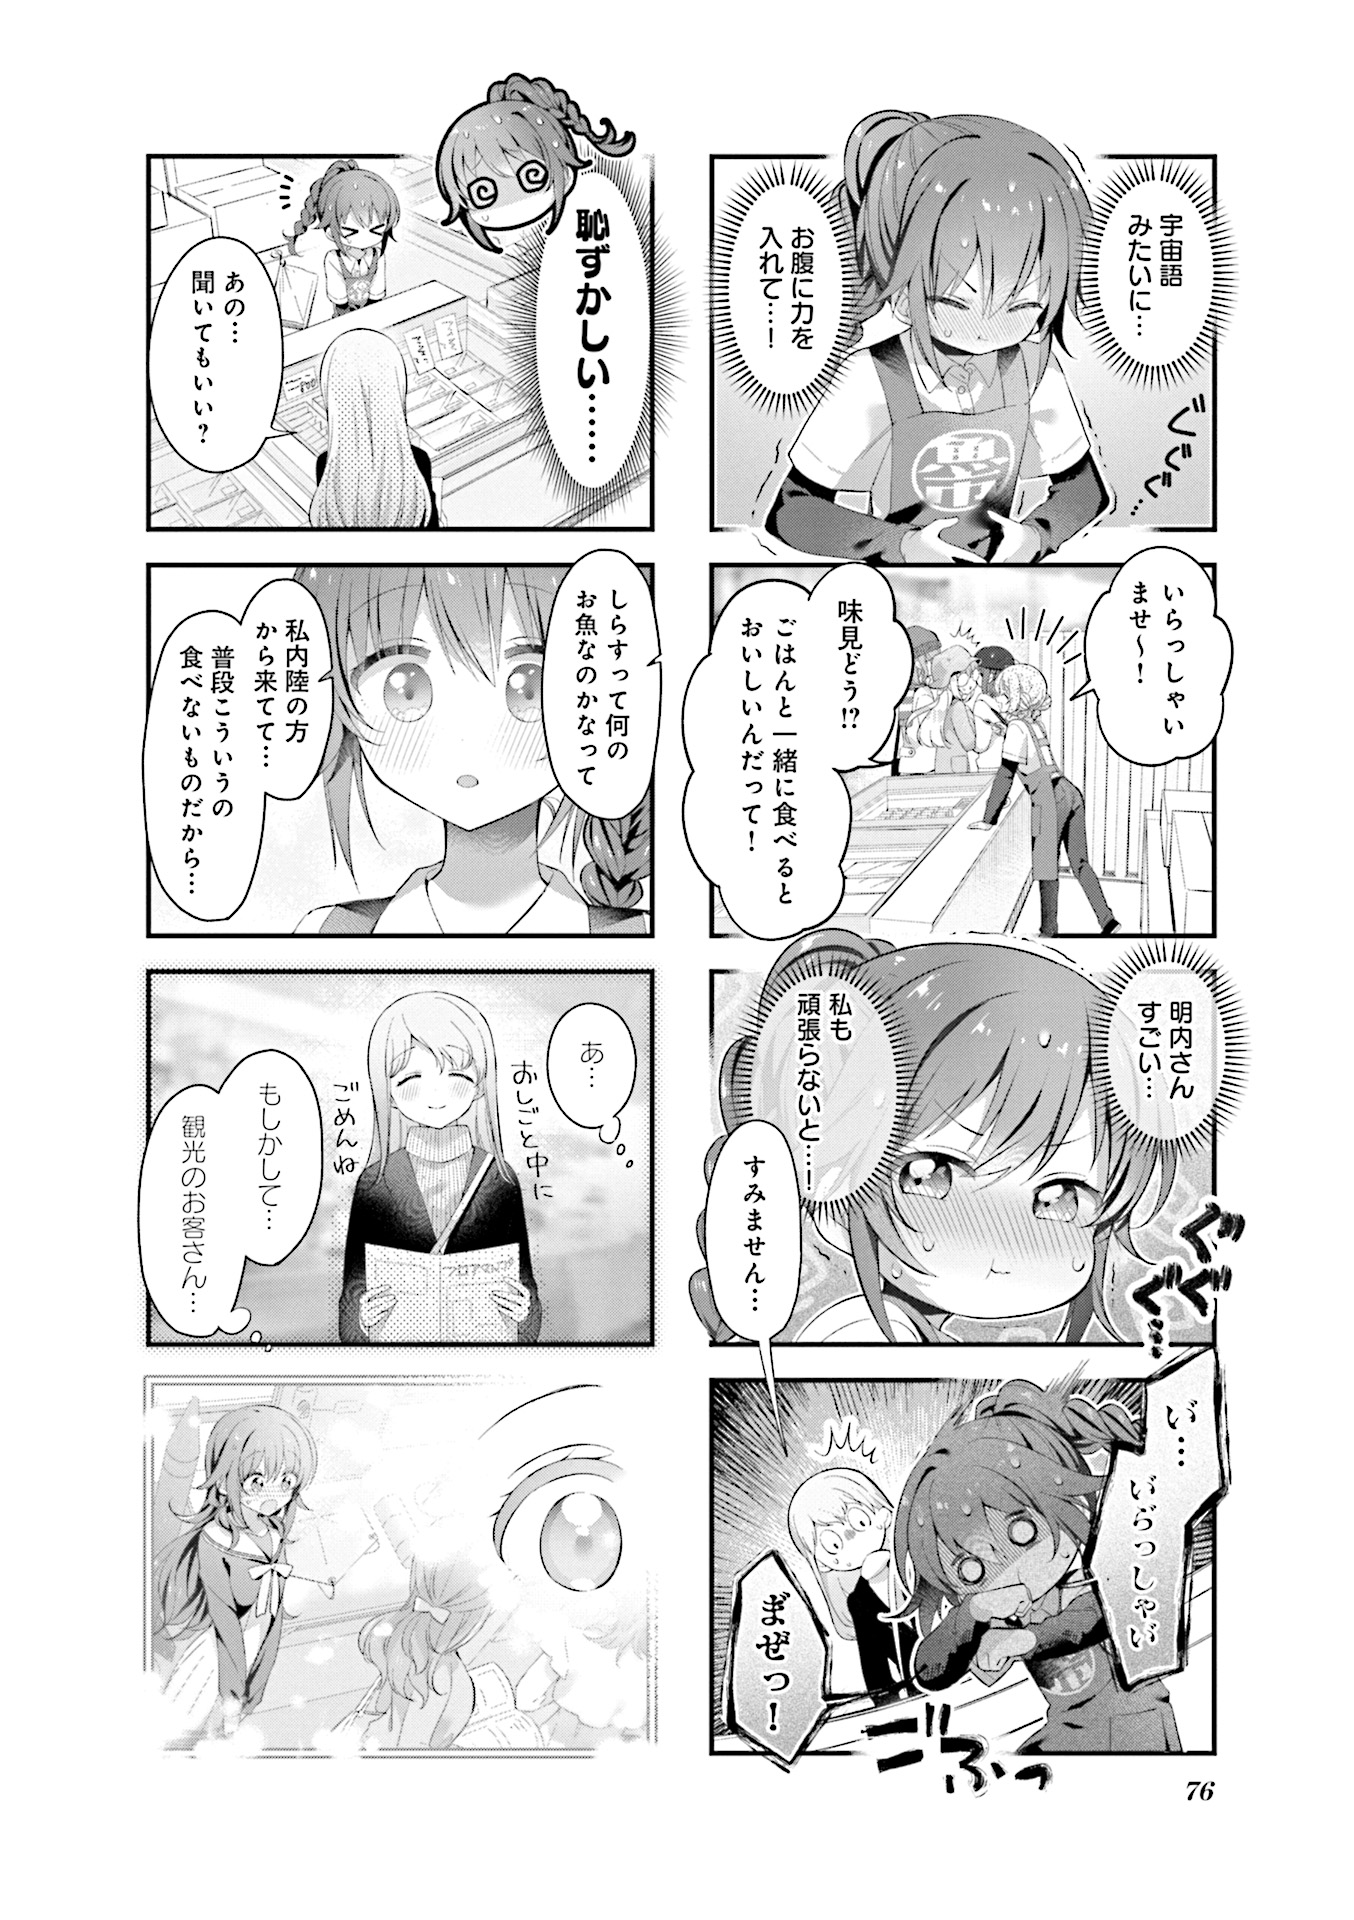 宇宙語
みたいに…
お腹に力を
入れて…！
ぐぐぐ…
魚市
いらっしゃい
ませ〜！
味見どう!?
ごはんと一緒に食べると
おいしいんだって！
明内さん
すごい…
私も
頑張らないと…！
ぐぐぐ…
すみません…
い゛…
い゛ら゛っしゃい゛
ま゛ぜっ！
ごふっ
恥ずかしい……
あの…
聞いてもいい？
しらすって何の
お魚なのかなって
私内陸の方
から来てて…
普段こういうの
食べないものだから…
あ…
おしごと中に
ごめんね
フロアマップ
もしかして…
観光のお客さん…
76